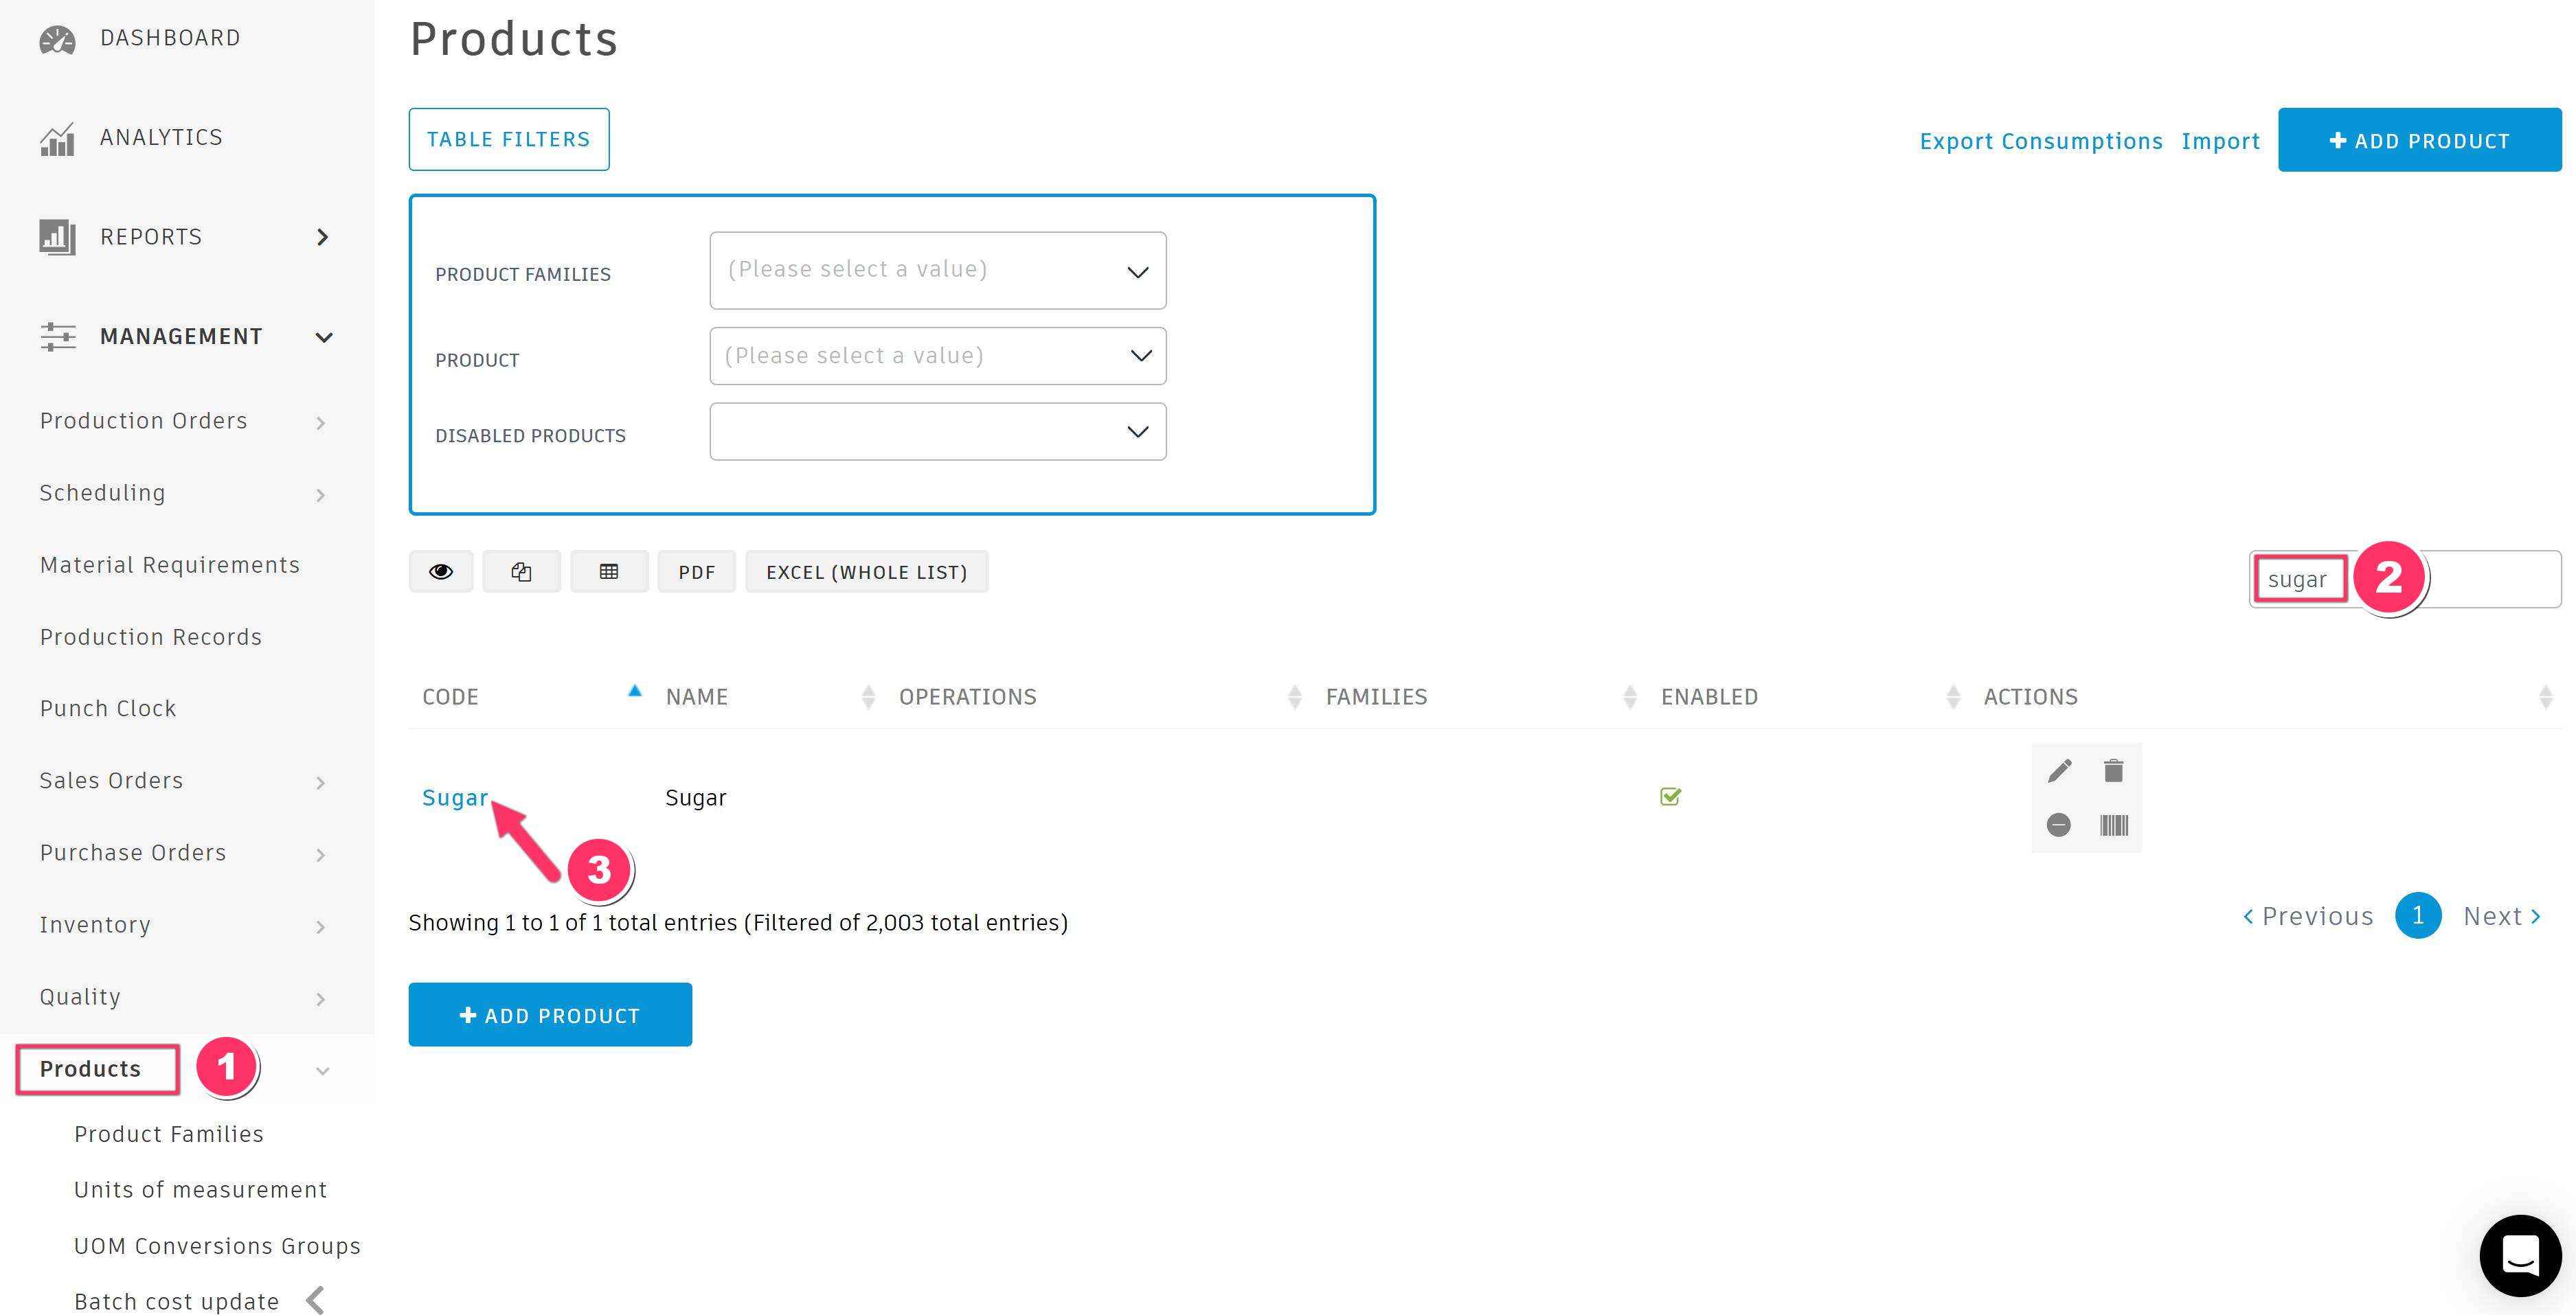 DASHBOARD
ANALYTICS
REPORTS
MANAGEMENT
Production Orders
Scheduling
Material Requirements
Production Records
Punch Clock
Sales Orders
Purchase Orders
Inventory
Quality
Products
1
Product Families
Units of measurement
UOM Conversions Groups
Batch cost update
Products
TABLE FILTERS
Export Consumptions Import + ADD PRODUCT
PRODUCT FAMILIES (Please select a value)
PRODUCT (Please select a value)
DISABLED PRODUCTS
PDF EXCEL (WHOLE LIST)
sugar 2
CODE NAME OPERATIONS FAMILIES ENABLED ACTIONS
Sugar Sugar
3
Showing 1 to 1 of 1 total entries (Filtered of 2,003 total entries)
Previous 1 Next
+ ADD PRODUCT